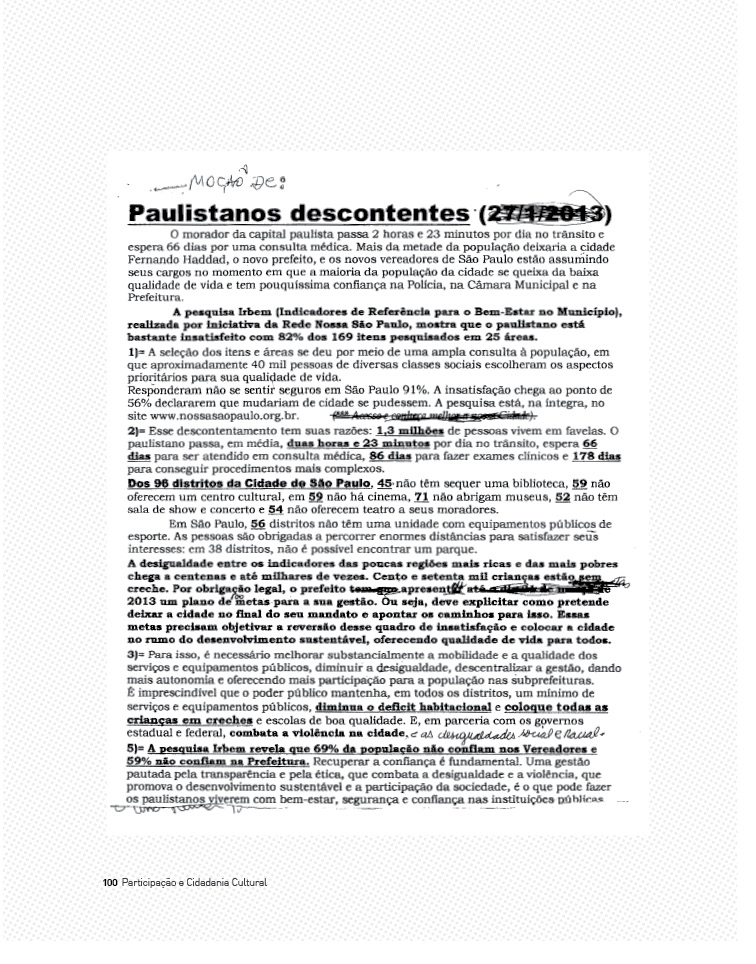 MOÇÃO DE:
Paulistanos descontentes (27/1/2013)
O morador da capital paulista passa 2 horas e 23 minutos por dia no trânsito e
espera 66 dias por uma consulta médica. Mais da metade da população deixaria a cidade
Fernando Haddad, o novo prefeito, e os novos vereadores de São Paulo estão assumindo
seus cargos no momento em que a maioria da população da cidade se queixa da baixa
qualidade de vida e tem pouquíssima confiança na Polícia, na Câmara Municipal e na
Prefeitura.
A pesquisa Irbem (Indicadores de Referência para o Bem-Estar no Município),
realizada por iniciativa da Rede Nossa São Paulo, mostra que o paulistano está
bastante insatisfeito com 82% dos 169 itens pesquisados em 25 áreas.
1)= A seleção dos itens e áreas se deu por meio de uma ampla consulta à população, em
que aproximadamente 40 mil pessoas de diversas classes sociais escolheram os aspectos
prioritários para sua qualidade de vida.
Responderam não se sentir seguros em São Paulo 91%. A insatisfação chega ao ponto de
56% declararem que mudariam de cidade se pudessem. A pesquisa está, na íntegra, no
site www.nossasaopaulo.org.br. (*** Acesse e conheça melhor a nossa Cidade).
2)= Esse descontentamento tem suas razões: 1,3 milhões de pessoas vivem em favelas. O
paulistano passa, em média, duas horas e 23 minutos por dia no trânsito, espera 66
dias para ser atendido em consulta médica, 86 dias para fazer exames clínicos e 178 dias
para conseguir procedimentos mais complexos.
Dos 96 distritos da Cidade de São Paulo, 45 não têm sequer uma biblioteca, 59 não
oferecem um centro cultural, em 59 não há cinema, 71 não abrigam museus, 52 não têm
sala de show e concerto e 54 não oferecem teatro a seus moradores.
Em São Paulo, 56 distritos não têm uma unidade com equipamentos públicos de
esporte. As pessoas são obrigadas a percorrer enormes distâncias para satisfazer seus
interesses: em 38 distritos, não é possível encontrar um parque.
A desigualdade entre os indicadores das poucas regiões mais ricas e das mais pobres
chega a centenas e até milhares de vezes. Cento e setenta mil crianças estão sem
creche. Por obrigação legal, o prefeito apresent até
2013 um plano de metas para a sua gestão. Ou seja, deve explicitar como pretende
deixar a cidade no final do seu mandato e apontar os caminhos para isso. Essas
metas precisam objetivar a reversão desse quadro de insatisfação e colocar a cidade
no rumo do desenvolvimento sustentável, oferecendo qualidade de vida para todos.
3)= Para isso, é necessário melhorar substancialmente a mobilidade e a qualidade dos
serviços e equipamentos públicos, diminuir a desigualdade, descentralizar a gestão, dando
mais autonomia e oferecendo mais participação para a população nas subprefeituras.
É imprescindível que o poder público mantenha, em todos os distritos, um mínimo de
serviços e equipamentos públicos, diminua o deficit habitacional e coloque todas as
crianças em creches e escolas de boa qualidade. E, em parceria com os governos
estadual e federal, combata a violência na cidade, e as desigualdades social e racial.
5)= A pesquisa Irbem revela que 69% da população não confiam nos Vereadores e
59% não confiam na Prefeitura. Recuperar a confiança é fundamental. Uma gestão
pautada pela transparência e pela ética, que combata a desigualdade e a violência, que
promova o desenvolvimento sustentável e a participação da sociedade, é o que pode fazer
os paulistanos viverem com bem-estar, segurança e confiança nas instituições públicas
100 Participação e Cidadania Cultural